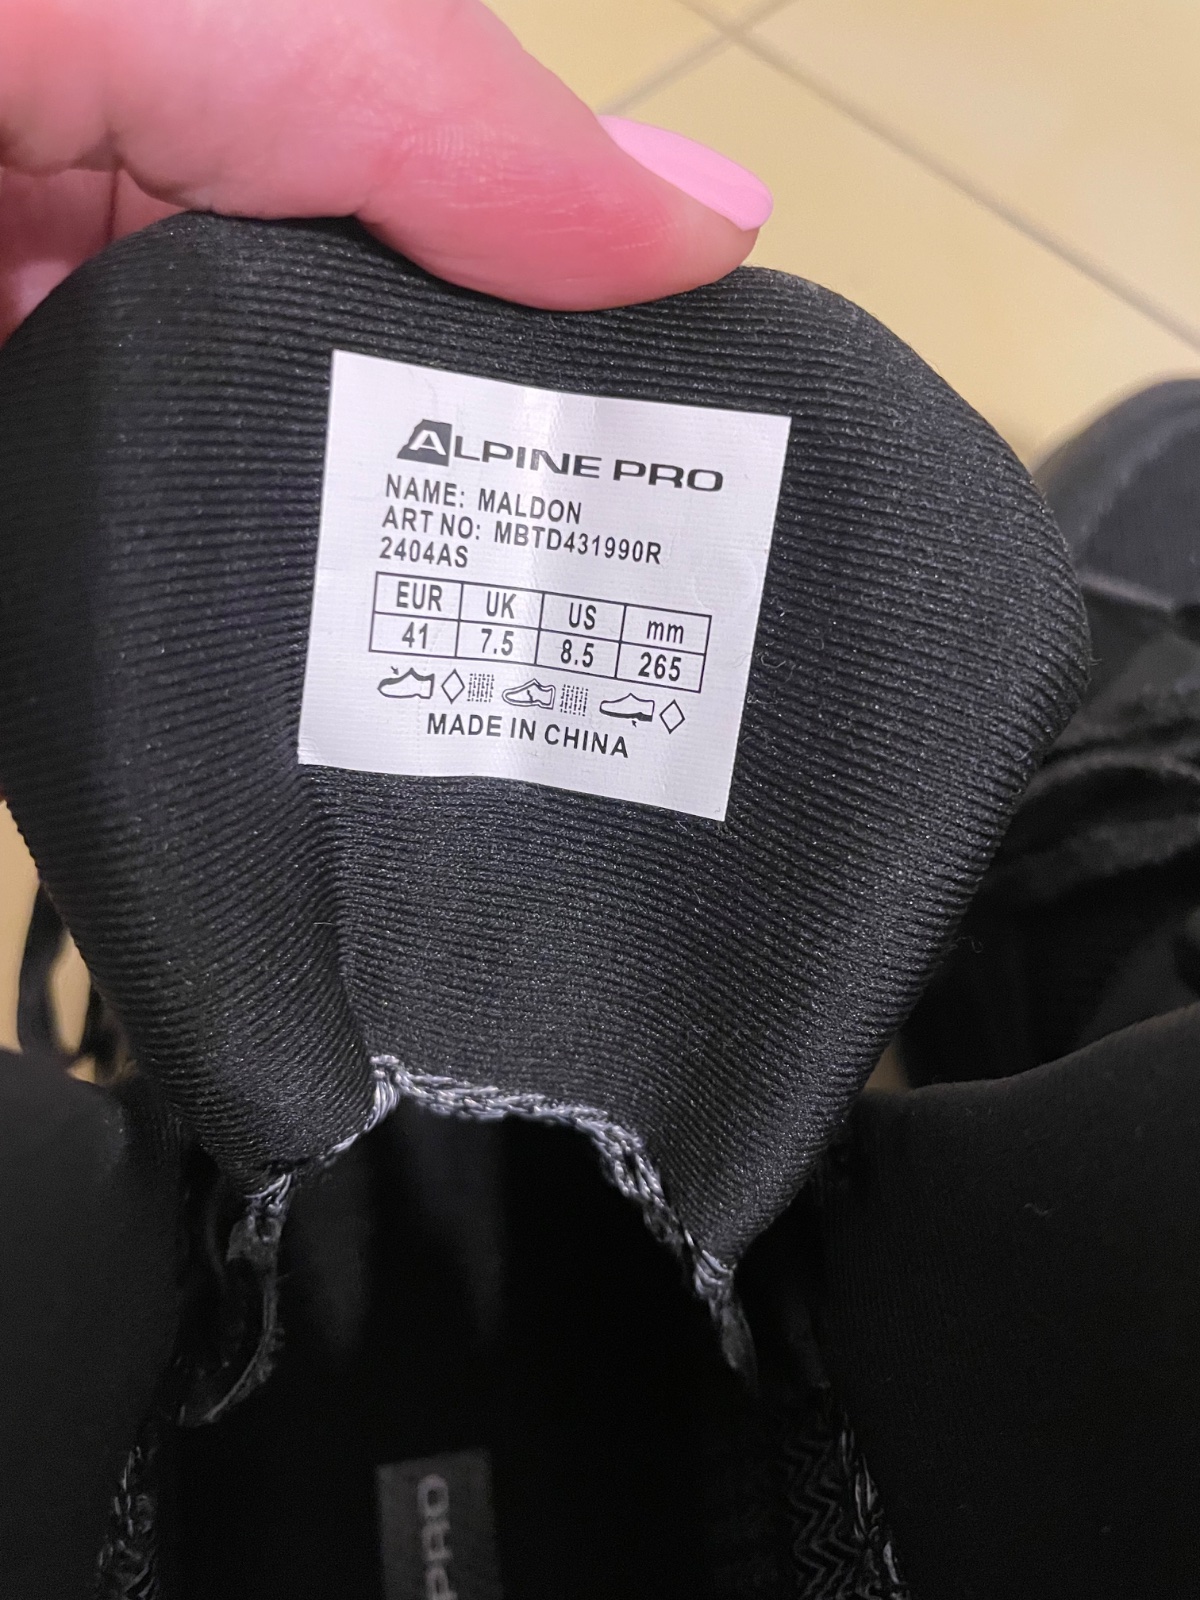 ALPINE PRO
NAME: MALDON
ART NO: MBTD431990R
2404AS
EUR UK US mm
41 7.5 8.5 265
MADE IN CHINA
PRO